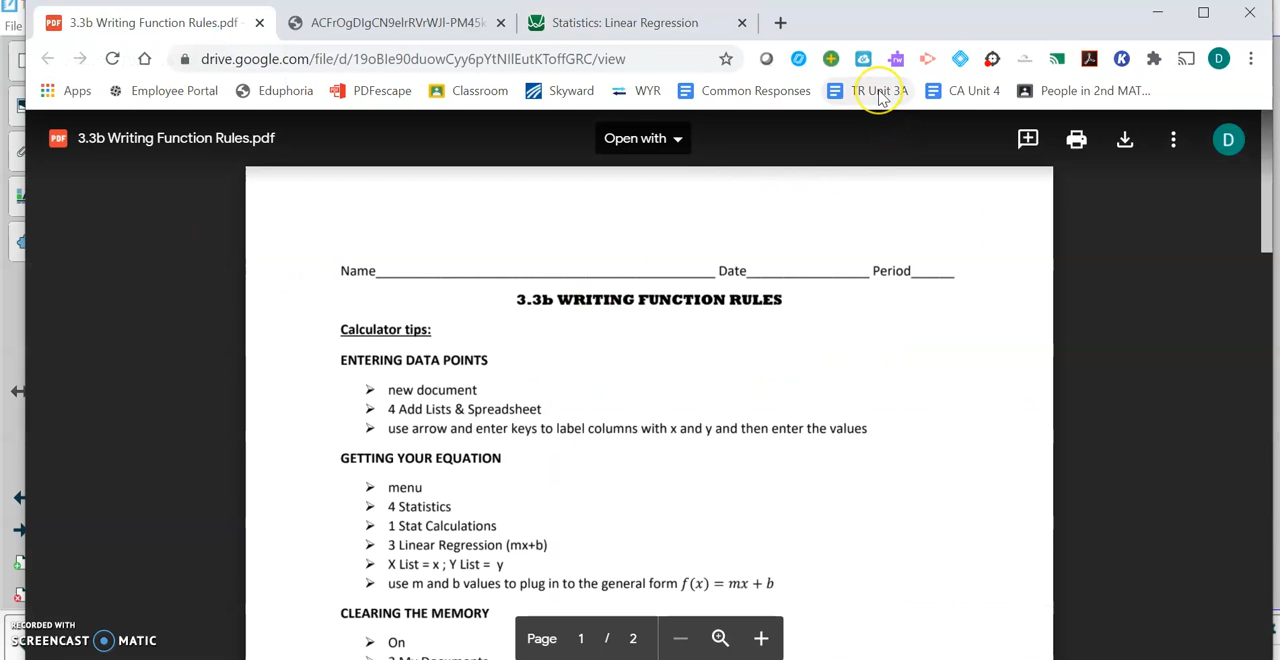 3.3b Writing Function Rules.pdf -
ACFrOgDIgCN9elRVrWJl-PM45k
Statistics: Linear Regression
File
drive.google.com/file/d/19oBle90duowCyy6pYtNIlEutKToffGRC/view
Apps
Employee Portal
Eduphoria
PDFescape
Classroom
Skyward
WYR
Common Responses
TR Unit 3A
CA Unit 4
People in 2nd MAT...
PDF 3.3b Writing Function Rules.pdf
Open with
D
Name Date Period
3.3b WRITING FUNCTION RULES
Calculator tips:
ENTERING DATA POINTS
➢ new document
➢ 4 Add Lists & Spreadsheet
➢ use arrow and enter keys to label columns with x and y and then enter the values
GETTING YOUR EQUATION
➢ menu
➢ 4 Statistics
➢ 1 Stat Calculations
➢ 3 Linear Regression (mx+b)
➢ X List = x ; Y List = y
➢ use m and b values to plug in to the general form f(x) = mx + b
CLEARING THE MEMORY
➢ On
Page 1 / 2
RECORDED WITH
SCREENCAST MATIC